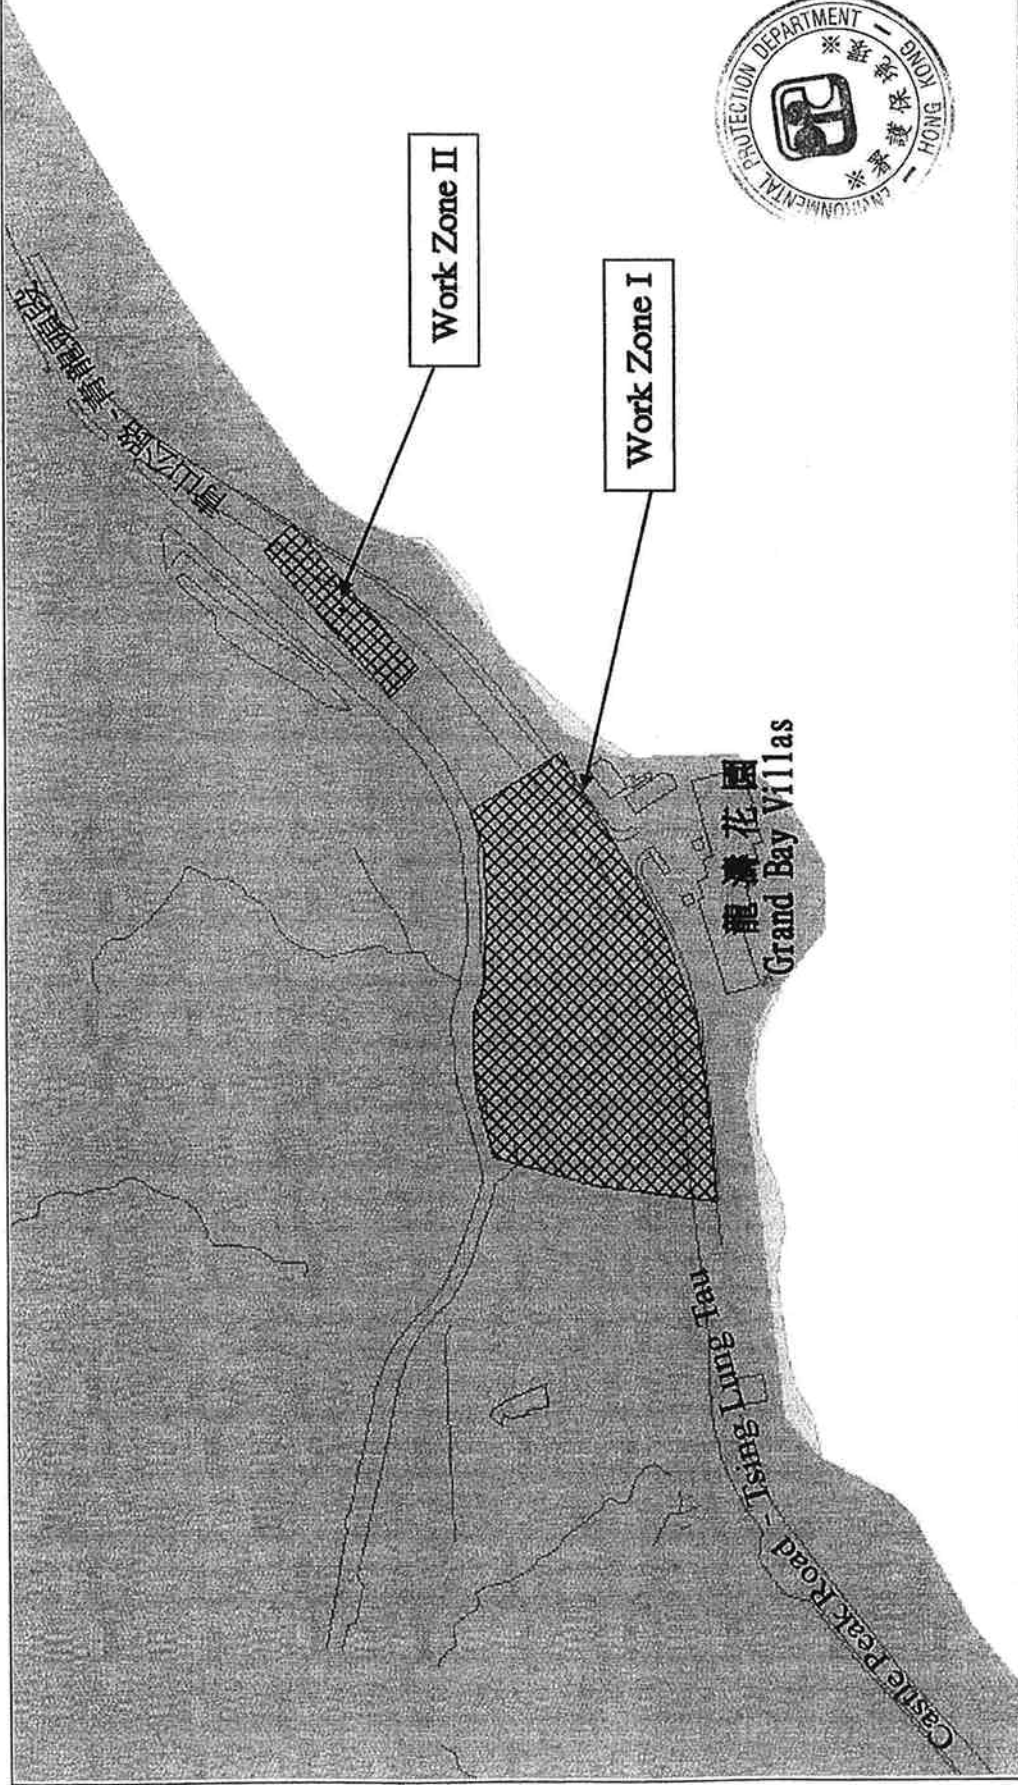 Work Zone II
Work Zone I
青山公路 - 青龍頭段
Castle Peak Road - Tsing Lung Tau
龍濤花園
Grand Bay Villas
ENVIRONMENTAL PROTECTION DEPARTMENT — HONG KONG —
※環境保護署※